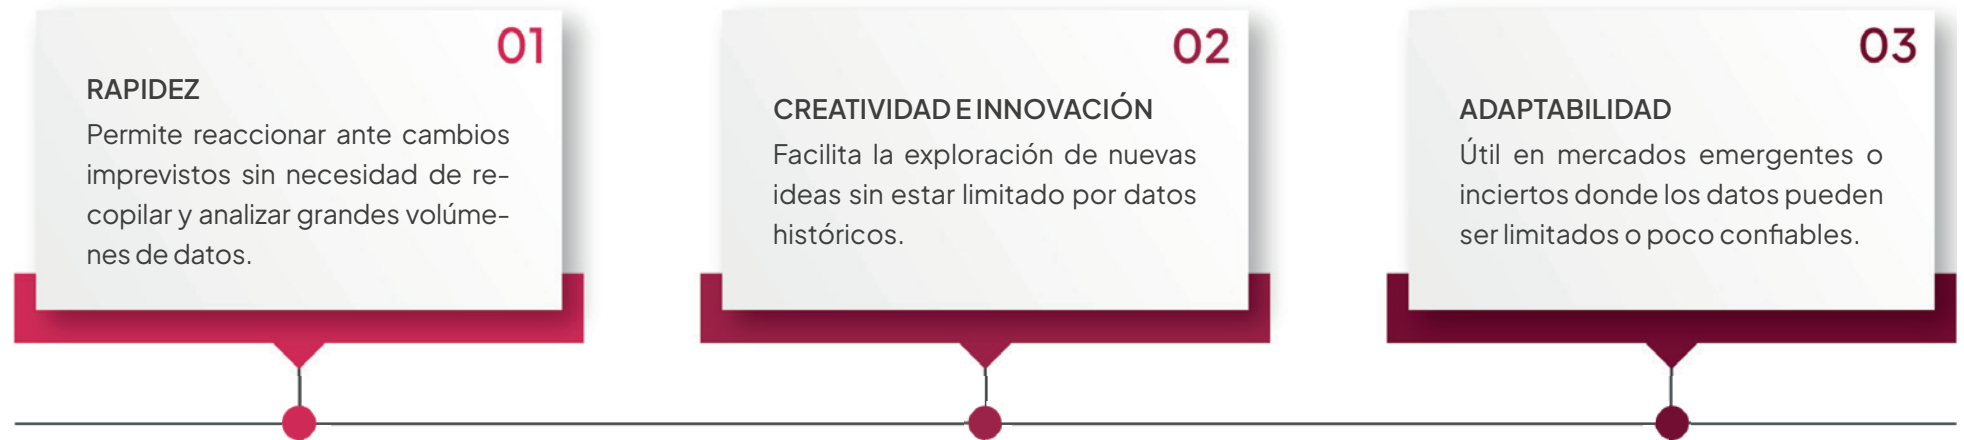 01
RAPIDEZ
Permite reaccionar ante cambios
imprevistos sin necesidad de re-
copilar y analizar grandes volúme-
nes de datos.
02
CREATIVIDAD E INNOVACIÓN
Facilita la exploración de nuevas
ideas sin estar limitado por datos
históricos.
03
ADAPTABILIDAD
Útil en mercados emergentes o
inciertos donde los datos pueden
ser limitados o poco confiables.